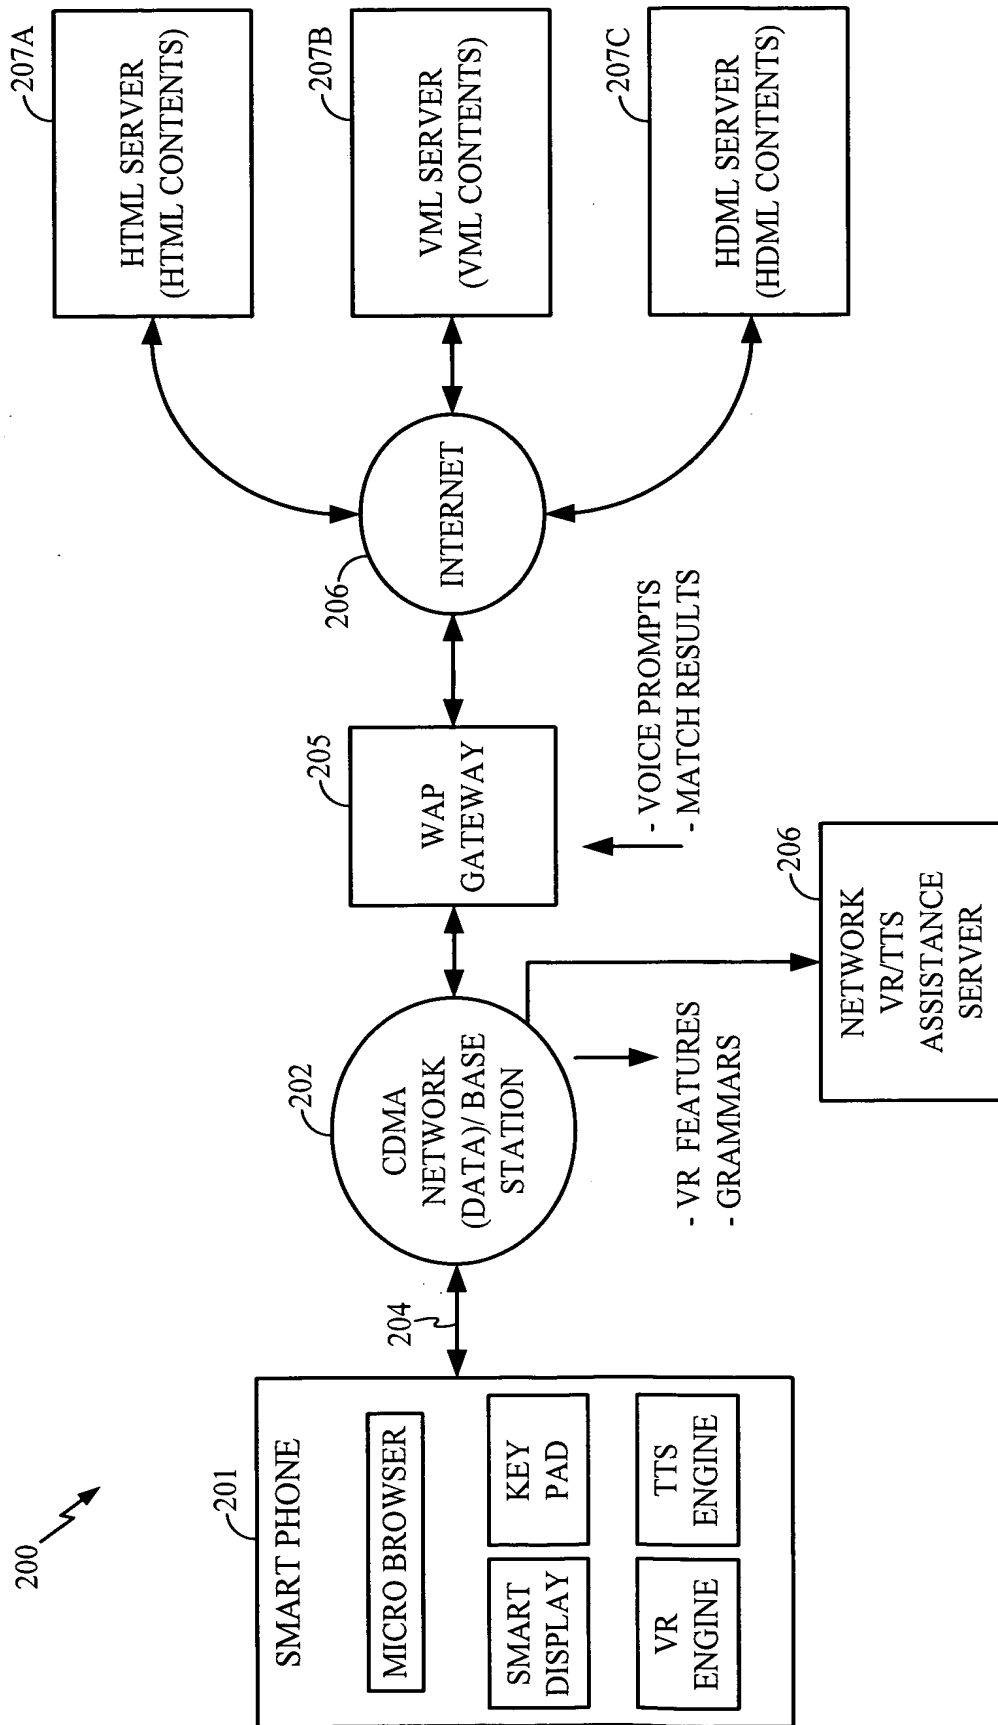 200
SMART PHONE
201
MICRO BROWSER
SMART
DISPLAY
KEY
PAD
VR
ENGINE
TTS
ENGINE
204
202
CDMA
NETWORK
(DATA)/ BASE
STATION
- VR FEATURES
- GRAMMARS
205
WAP
GATEWAY
- VOICE PROMPTS
- MATCH RESULTS
206
NETWORK
VR/TTS
ASSISTANCE
SERVER
206
INTERNET
207A
HTML SERVER
(HTML CONTENTS)
207B
VML SERVER
(VML CONTENTS)
207C
HDML SERVER
(HDML CONTENTS)